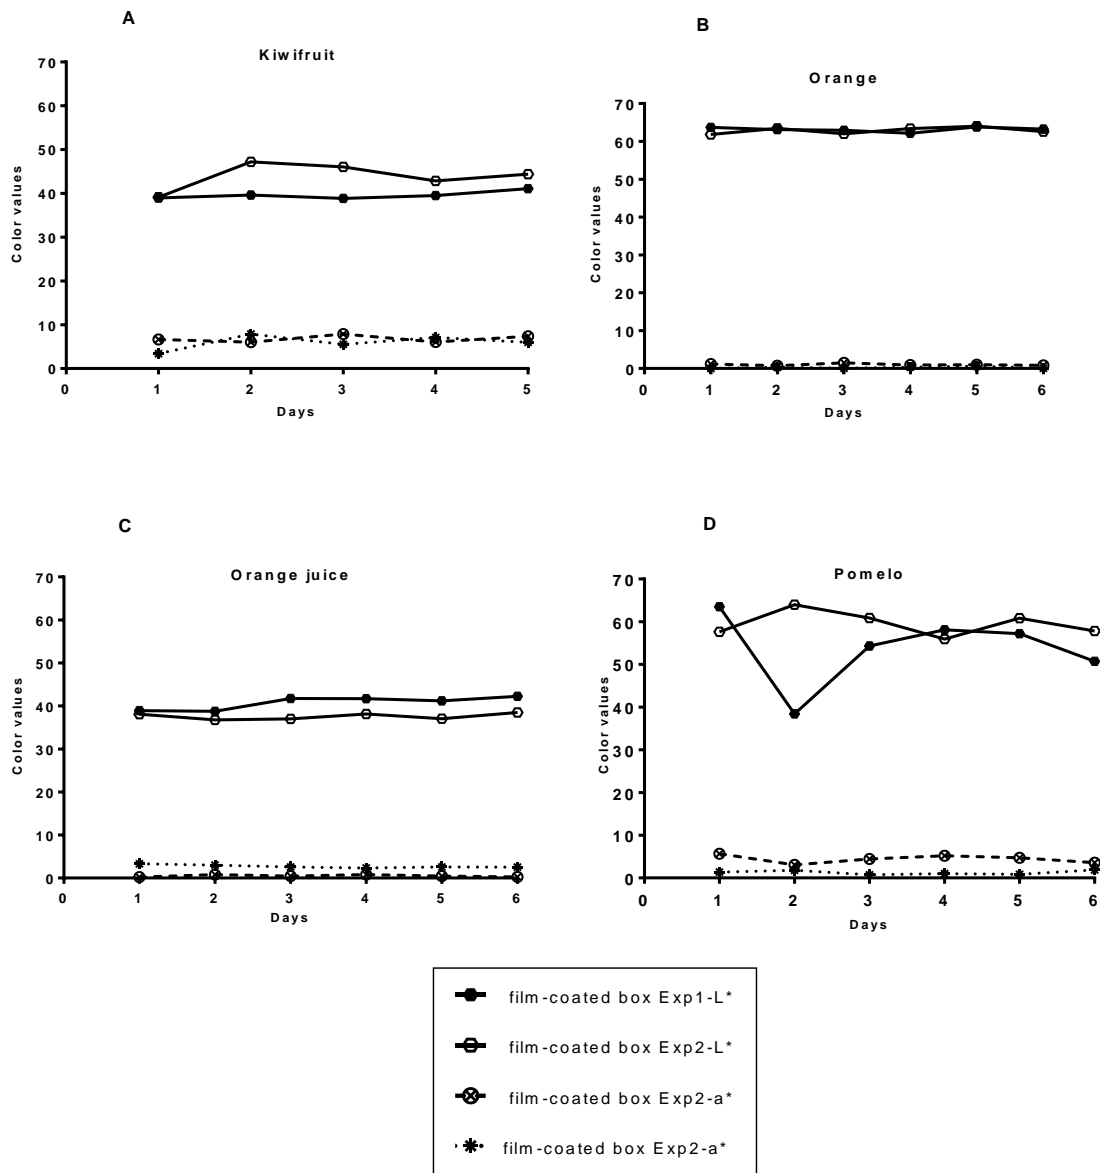 A
Kiwifruit
70
60
50
40
30
20
10
0
Color values
0 1 2 3 4 5
Days
B
Orange
70
60
50
40
30
20
10
0
Color values
0 1 2 3 4 5 6
Days
C
Orange juice
70
60
50
40
30
20
10
0
Color values
0 1 2 3 4 5 6
Days
D
Pomelo
70
60
50
40
30
20
10
0
Color values
0 1 2 3 4 5 6
Days
film-coated box Exp1-L*
film-coated box Exp2-L*
film-coated box Exp2-a*
film-coated box Exp2-a*